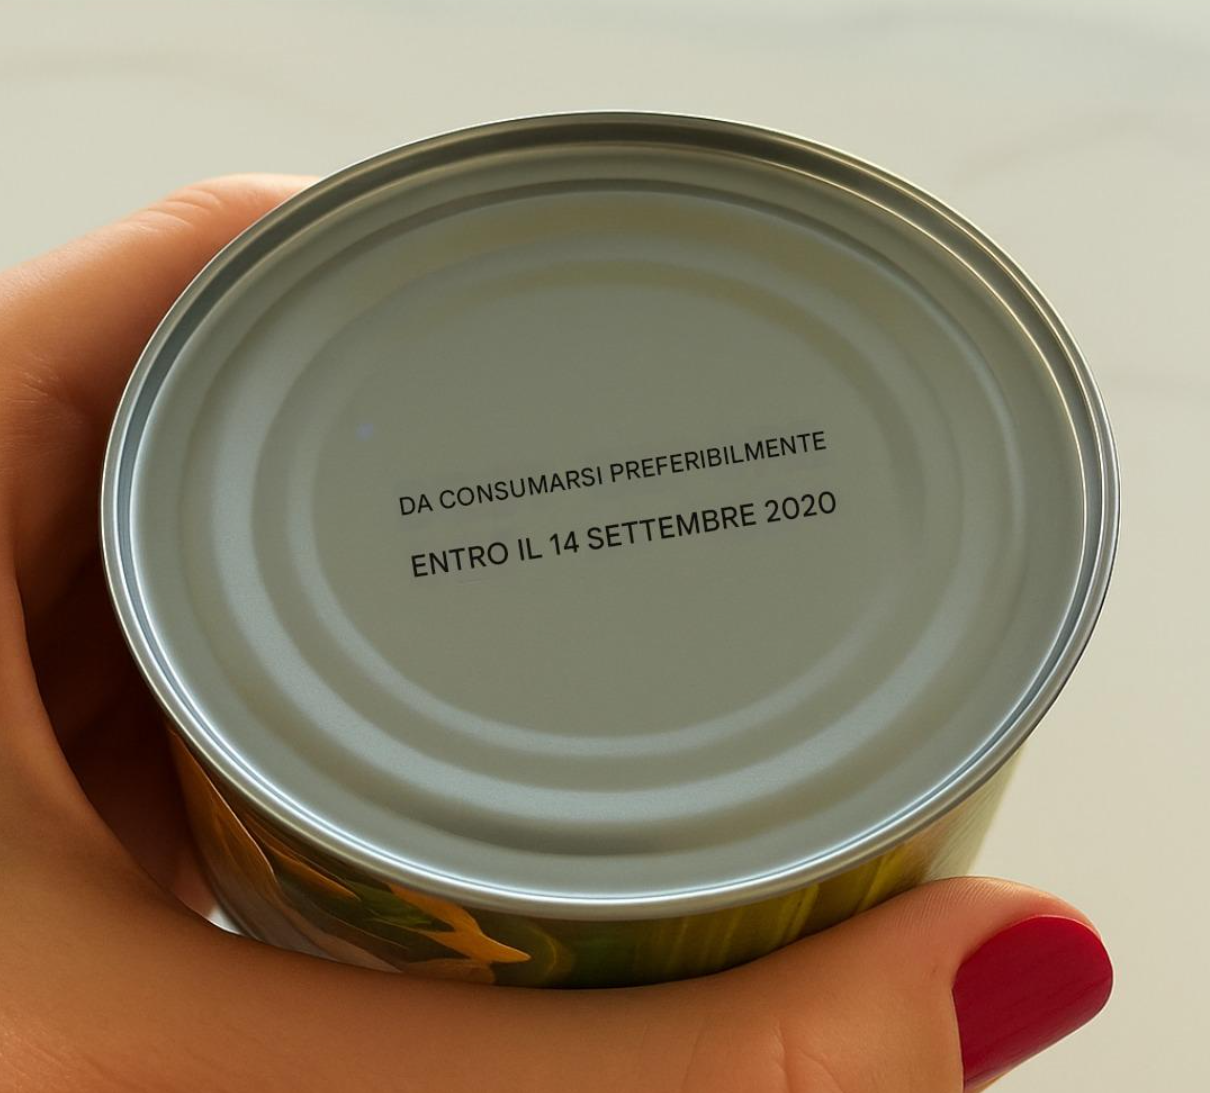 DA CONSUMARSI PREFERIBILMENTE
ENTRO IL 14 SETTEMBRE 2020